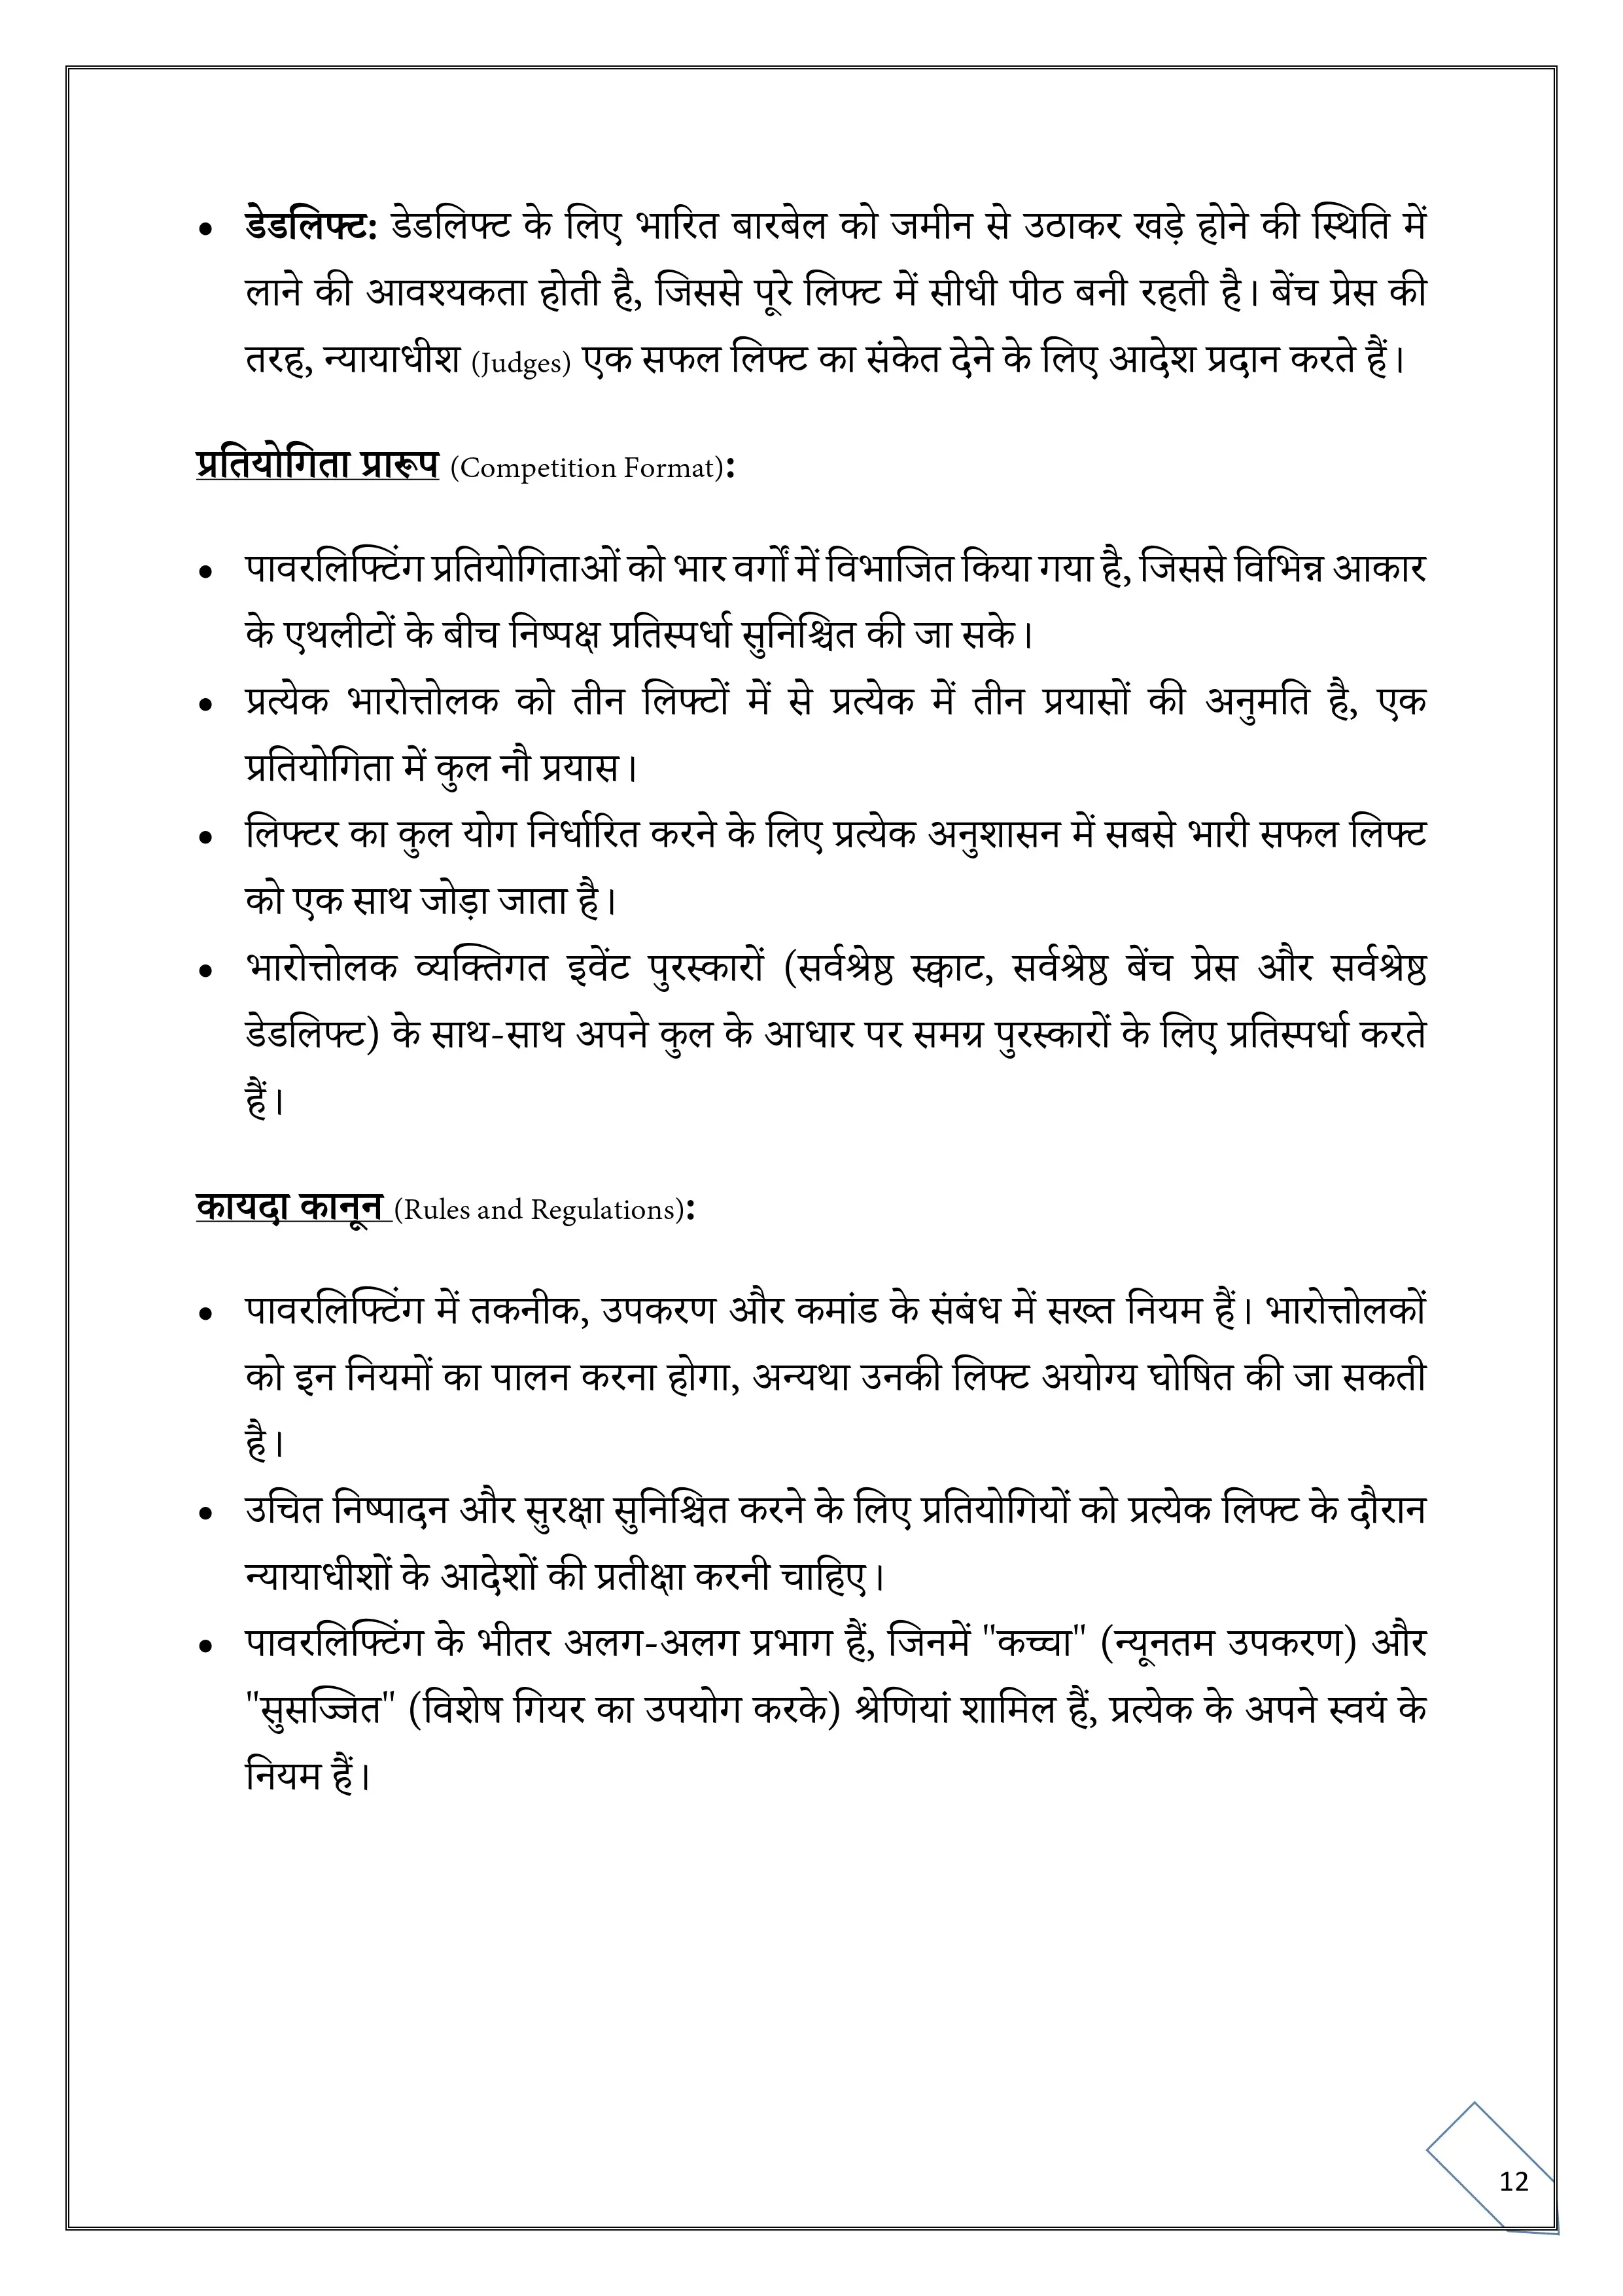 • डेडलिफ्ट: डेडलिफ्ट के लिए भारित बारबेल को जमीन से उठाकर खड़े होने की स्थिति में
लाने की आवश्यकता होती है, जिससे पूरे लिफ्ट में सीधी पीठ बनी रहती है। बेंच प्रेस की
तरह, न्यायाधीश (Judges) एक सफल लिफ्ट का संकेत देने के लिए आदेश प्रदान करते हैं।
प्रतियोगिता प्रारूप (Competition Format):
• पावरलिफ्टिंग प्रतियोगिताओं को भार वर्गों में विभाजित किया गया है, जिससे विभिन्न आकार
के एथलीटों के बीच निष्पक्ष प्रतिस्पर्धा सुनिश्चित की जा सके।
• प्रत्येक भारोत्तोलक को तीन लिफ्टों में से प्रत्येक में तीन प्रयासों की अनुमति है, एक
प्रतियोगिता में कुल नौ प्रयास।
• लिफ्टर का कुल योग निर्धारित करने के लिए प्रत्येक अनुशासन में सबसे भारी सफल लिफ्ट
को एक साथ जोड़ा जाता है।
• भारोत्तोलक व्यक्तिगत इवेंट पुरस्कारों (सर्वश्रेष्ठ स्क्वाट, सर्वश्रेष्ठ बेंच प्रेस और सर्वश्रेष्ठ
डेडलिफ्ट) के साथ-साथ अपने कुल के आधार पर समग्र पुरस्कारों के लिए प्रतिस्पर्धा करते
हैं।
कायदा कानून (Rules and Regulations):
• पावरलिफ्टिंग में तकनीक, उपकरण और कमांड के संबंध में सख्त नियम हैं। भारोत्तोलकों
को इन नियमों का पालन करना होगा, अन्यथा उनकी लिफ्ट अयोग्य घोषित की जा सकती
है।
• उचित निष्पादन और सुरक्षा सुनिश्चित करने के लिए प्रतियोगियों को प्रत्येक लिफ्ट के दौरान
न्यायाधीशों के आदेशों की प्रतीक्षा करनी चाहिए।
• पावरलिफ्टिंग के भीतर अलग-अलग प्रभाग हैं, जिनमें "कच्चा" (न्यूनतम उपकरण) और
"सुसज्जित" (विशेष गियर का उपयोग करके) श्रेणियां शामिल हैं, प्रत्येक के अपने स्वयं के
नियम हैं।
12